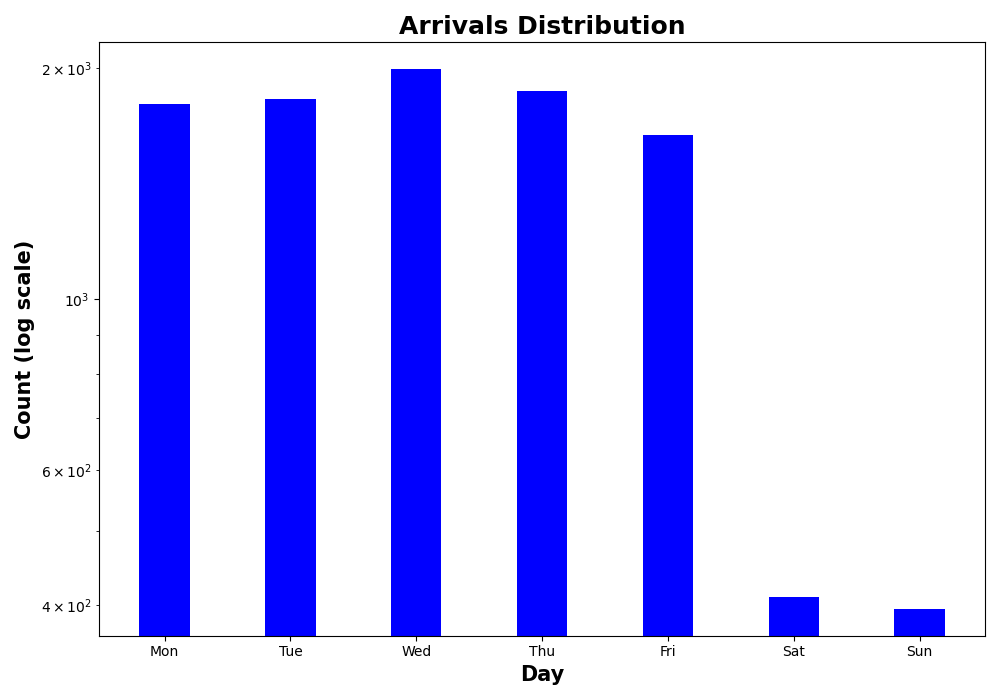 Arrivals Distribution
Count (log scale)
2 × 10³
10³
6 × 10²
4 × 10²
Mon Tue Wed Thu Fri Sat Sun
Day